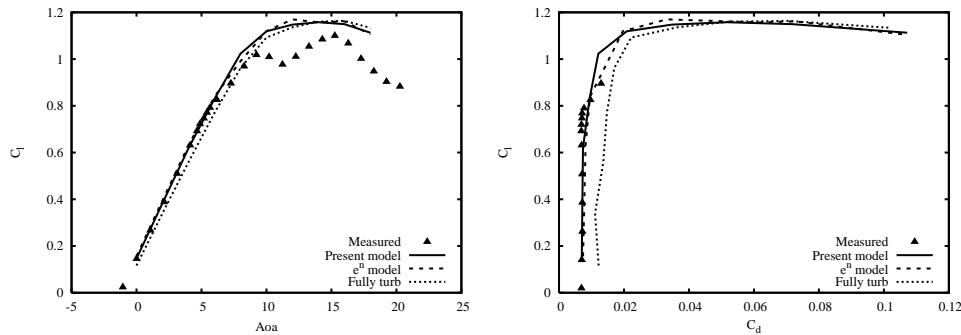 1.2
1
0.8
0.6
0.4
0.2
0
C_l
-5
0
5
10
15
20
25
Aoa
Measured
Present model
e^n model
Fully turb
1.2
1
0.8
0.6
0.4
0.2
0
C_l
0
0.02
0.04
0.06
0.08
0.1
0.12
C_d
Measured
Present model
e^n model
Fully turb